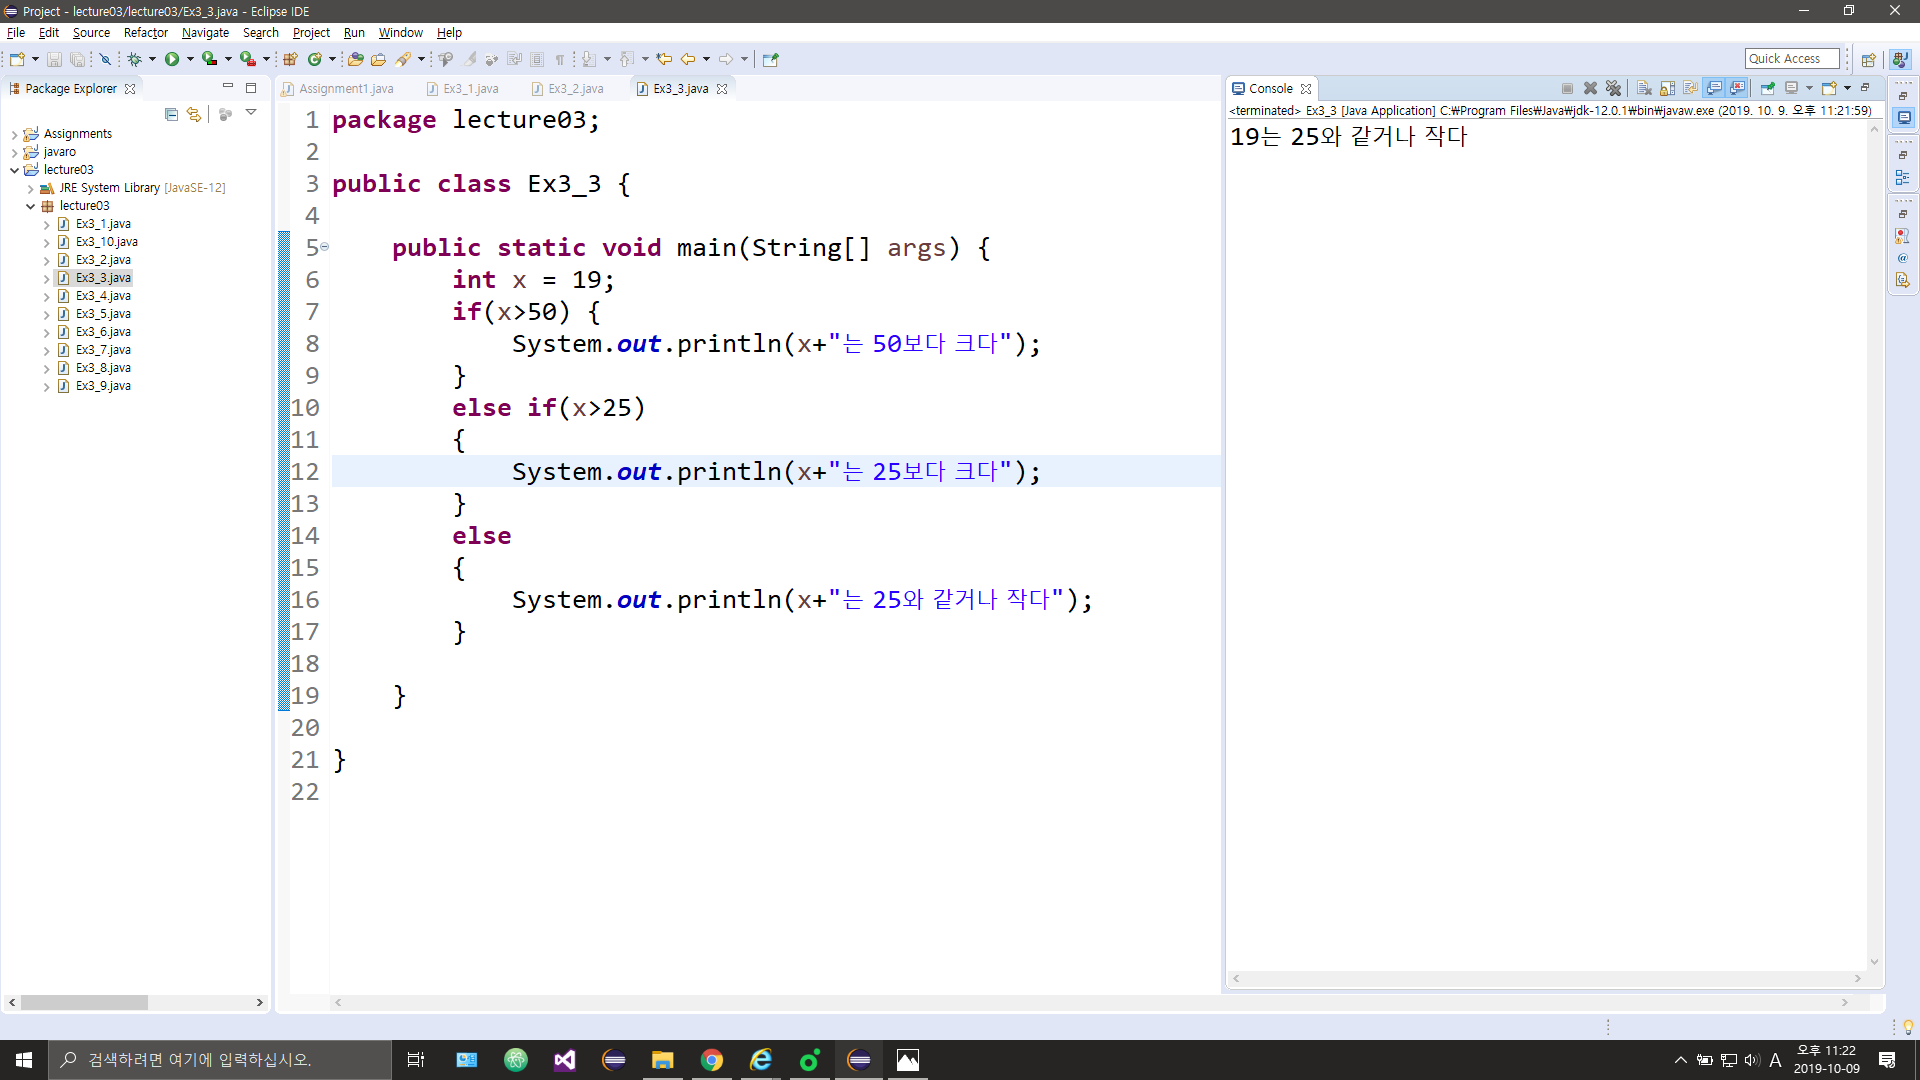 Project - lecture03/lecture03/Ex3_3.java - Eclipse IDE
File Edit Source Refactor Navigate Search Project Run Window Help
Quick Access
Package Explorer
Assignments
javaro
lecture03
JRE System Library [JavaSE-12]
lecture03
Ex3_1.java
Ex3_10.java
Ex3_2.java
Ex3_3.java
Ex3_4.java
Ex3_5.java
Ex3_6.java
Ex3_7.java
Ex3_8.java
Ex3_9.java
Assignment1.java Ex3_1.java Ex3_2.java Ex3_3.java
1 package lecture03;
2
3 public class Ex3_3 {
4
5 public static void main(String[] args) {
6 int x = 19;
7 if(x>50) {
8 System.out.println(x+"는 50보다 크다");
9 }
10 else if(x>25)
11 {
12 System.out.println(x+"는 25보다 크다");
13 }
14 else
15 {
16 System.out.println(x+"는 25와 같거나 작다");
17 }
18
19 }
20
21 }
22
Console
<terminated> Ex3_3 [Java Application] C:₩Program Files₩Java₩jdk-12.0.1₩bin₩javaw.exe (2019. 10. 9. 오후 11:21:59)
19는 25와 같거나 작다
검색하려면 여기에 입력하십시오.
A
오후 11:22
2019-10-09